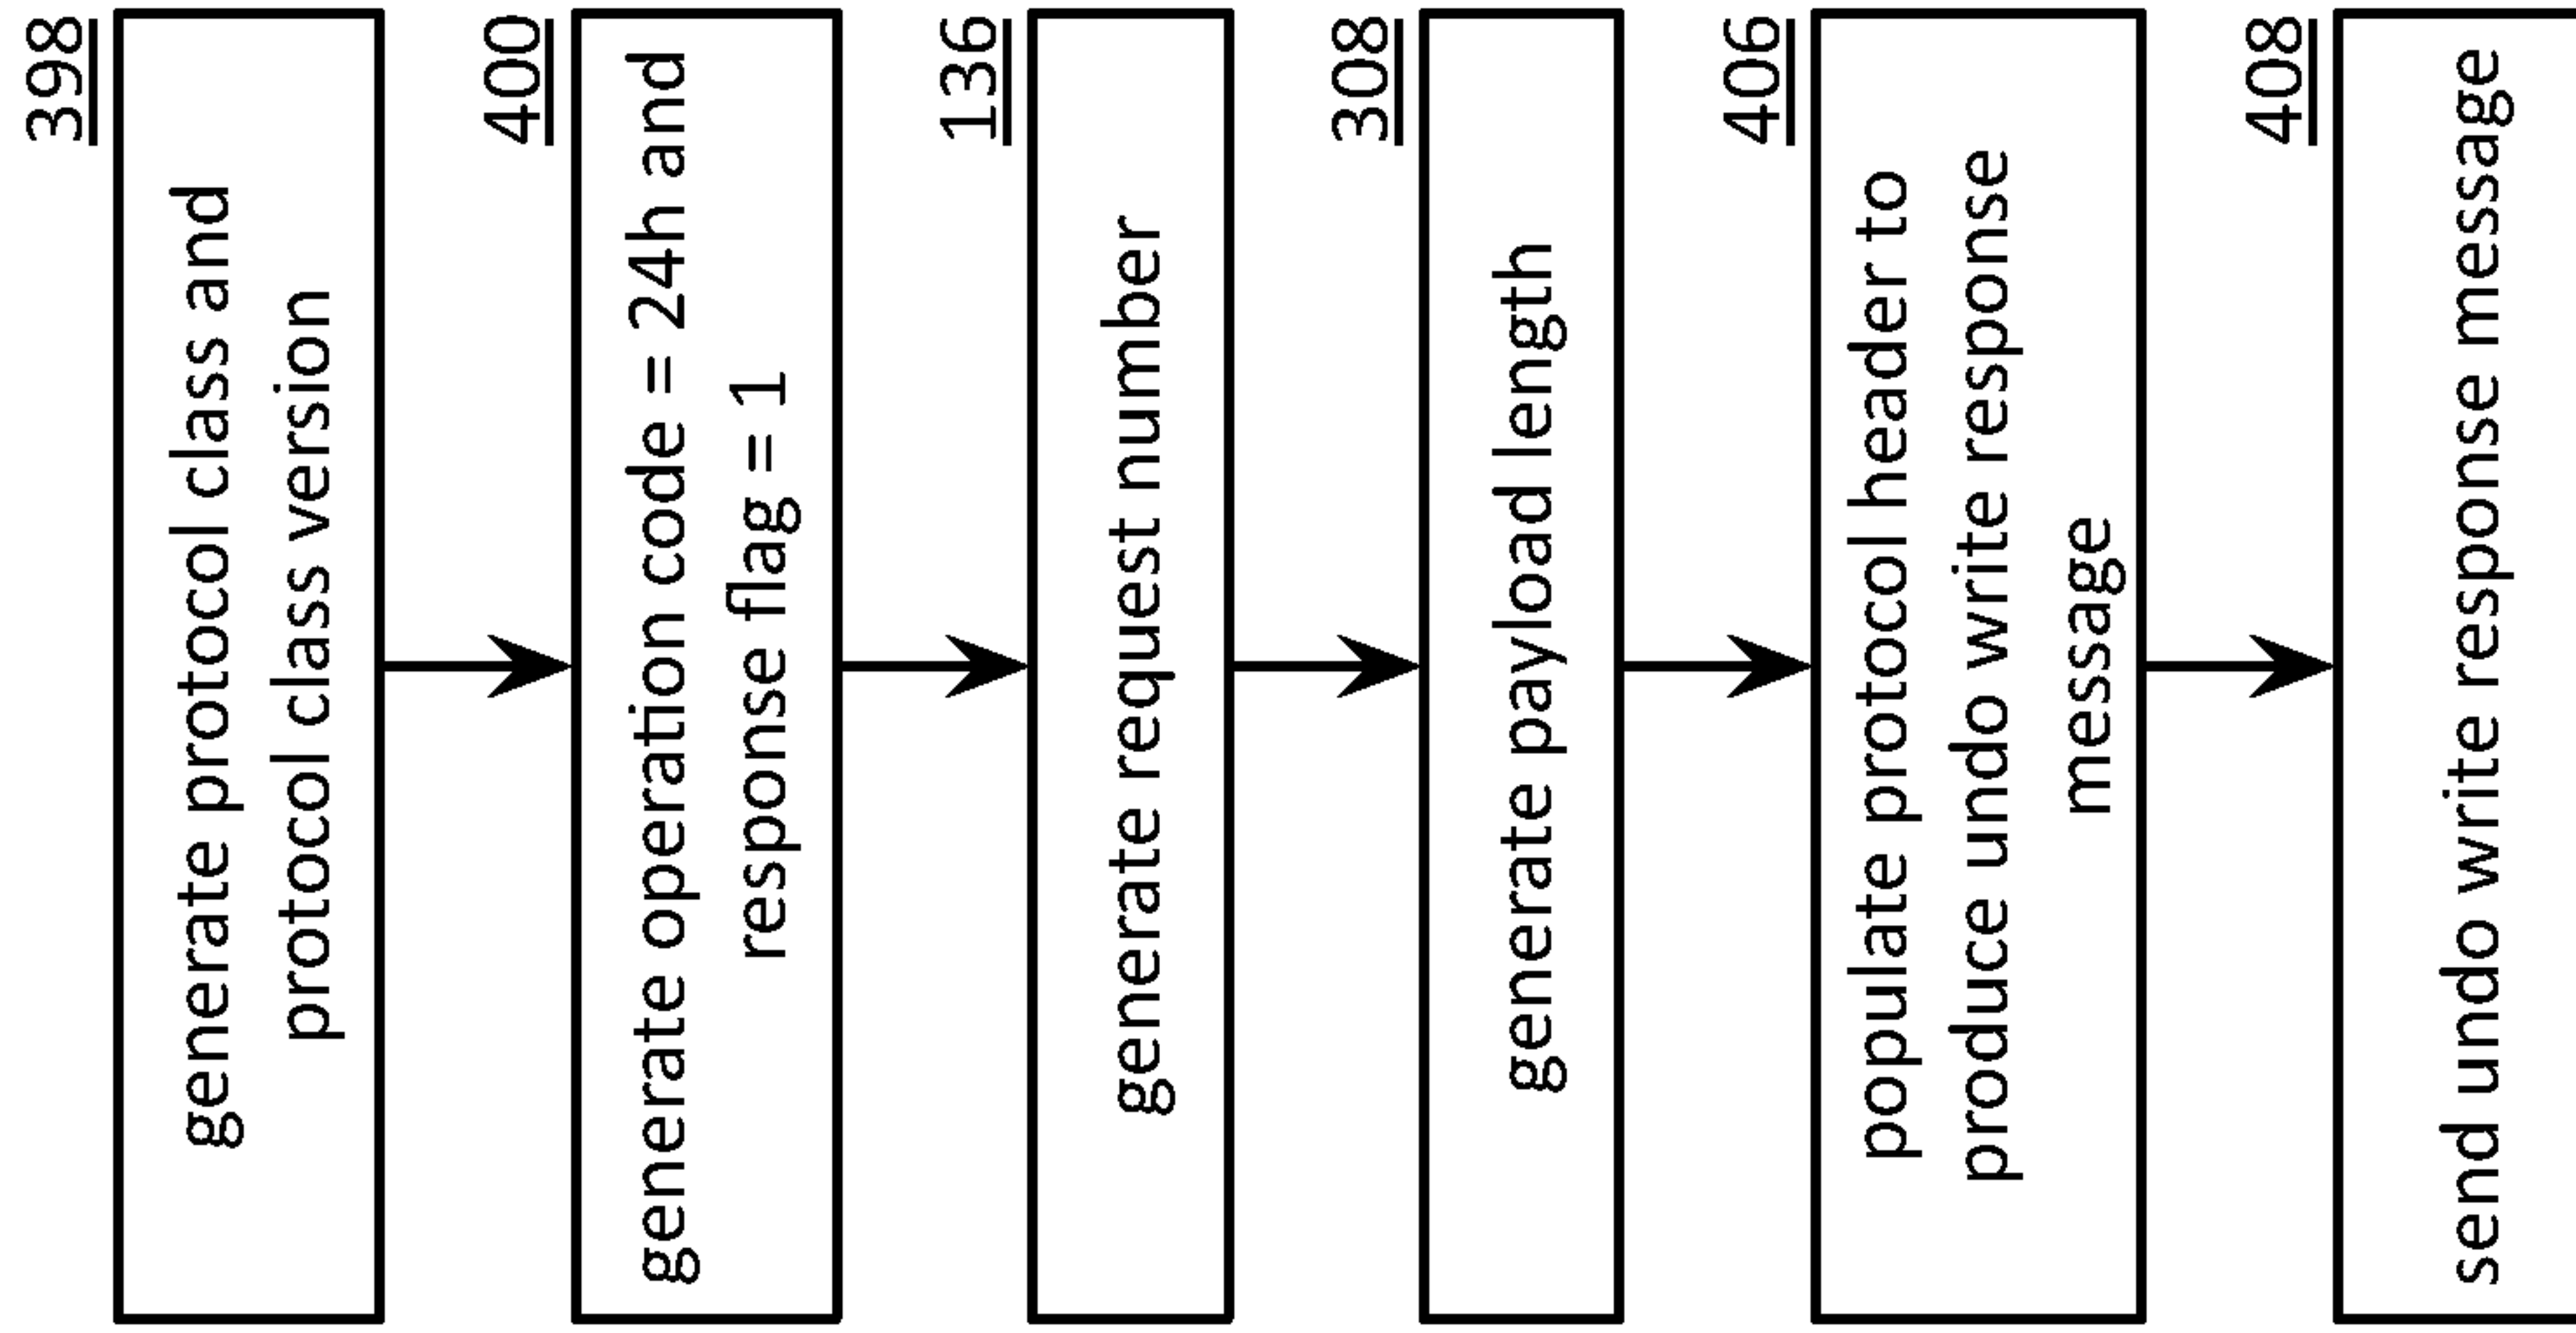 398
generate protocol class and
protocol class version
400
generate operation code = 24h and
response flag = 1
136
generate request number
308
generate payload length
406
populate protocol header to
produce undo write response
message
408
send undo write response message